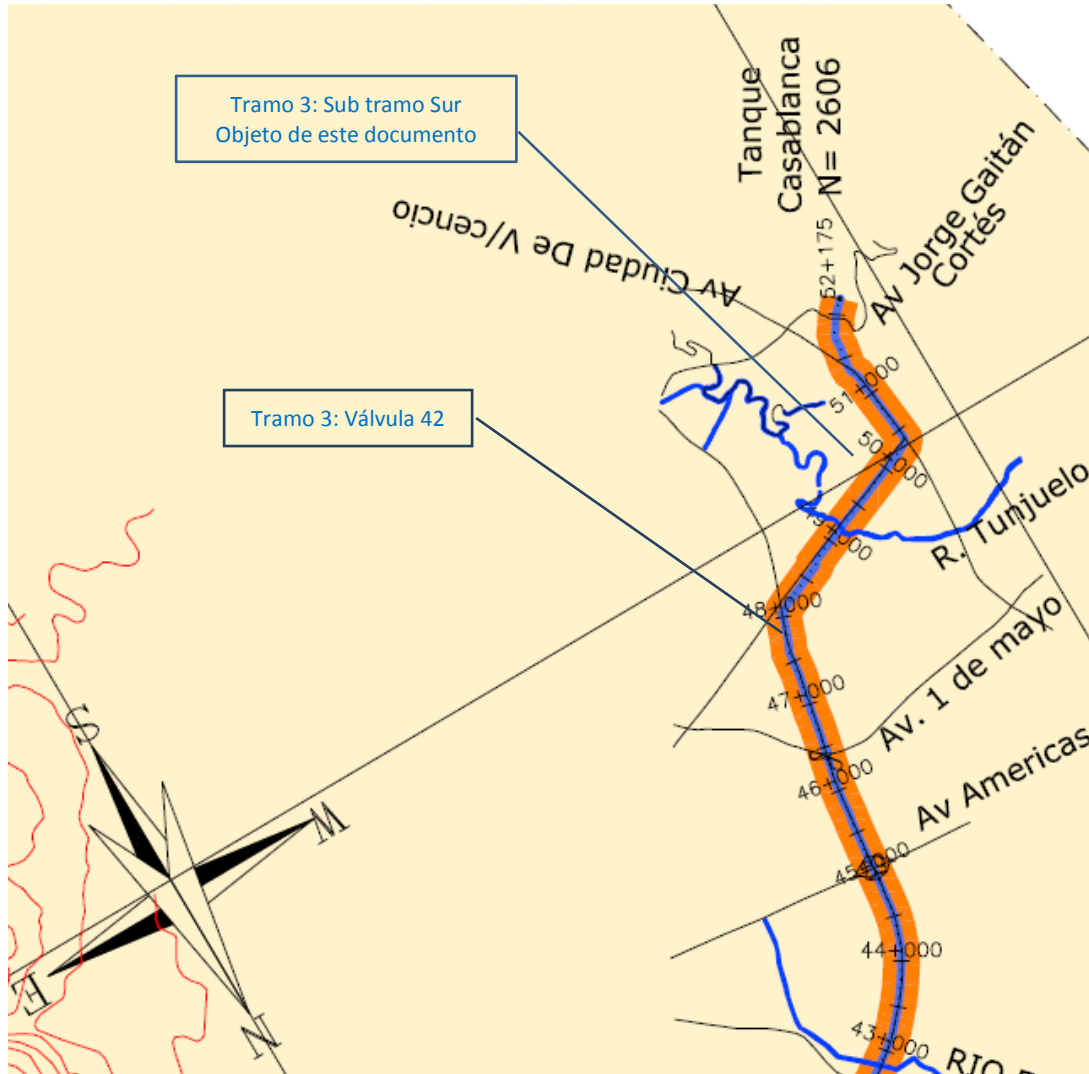 Tramo 3: Sub tramo Sur
Objeto de este documento
Tanque
Casablanca
N= 2606
Av Jorge Gaitán
Cortés
Av Ciudad De V/cencio
52+175
Tramo 3: Válvula 42
51+000
50+000
49+000
R. Tunjuelo
48+000
47+000
Av. 1 de mayo
46+000
Av Americas
45+000
44+000
43+000
RIO
S
W
E
N